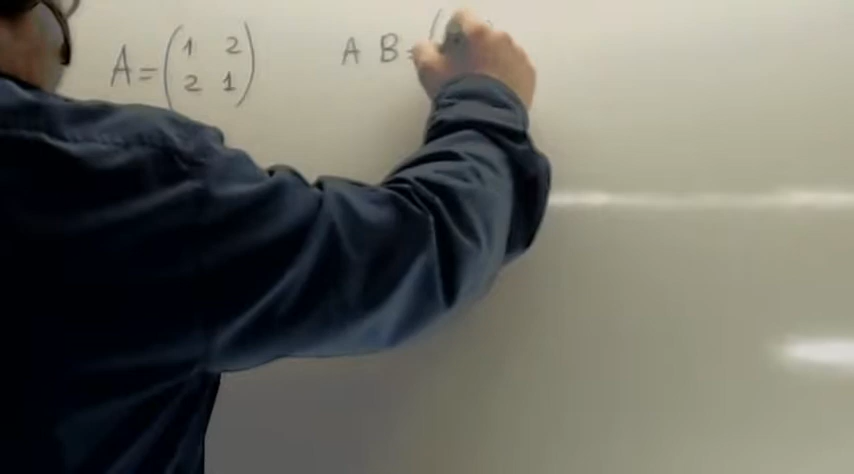 A = (1 2
2 1) A B =(